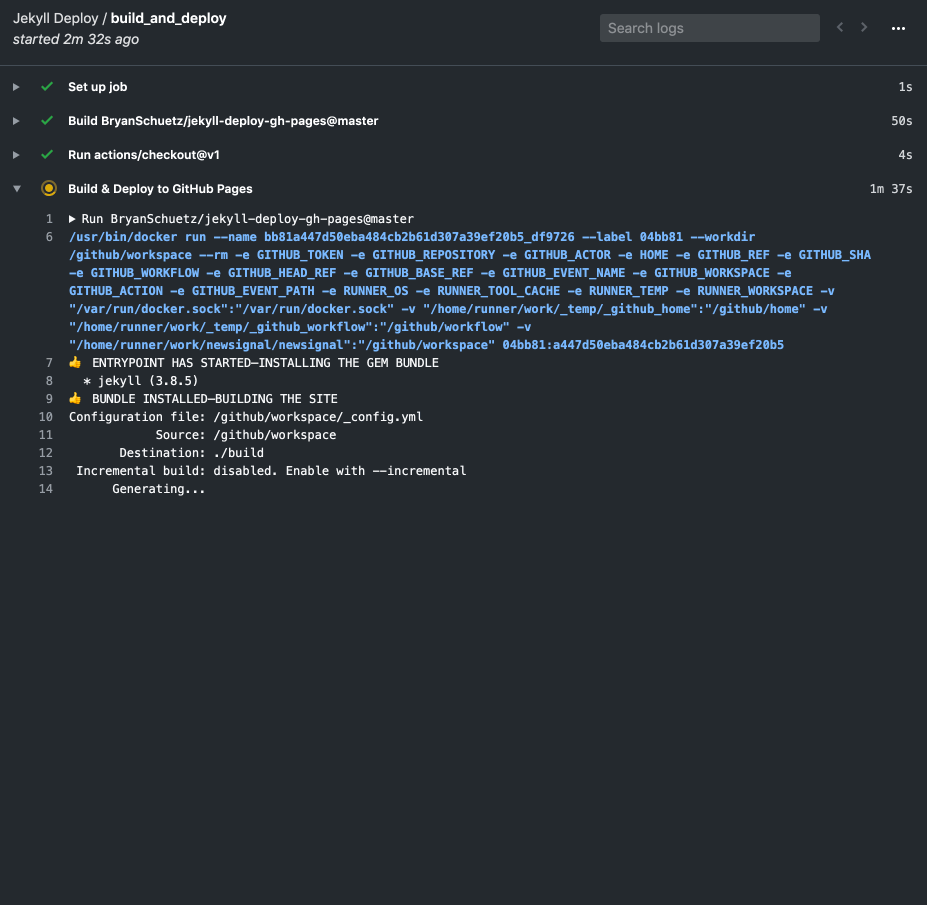 Jekyll Deploy / build_and_deploy
started 2m 32s ago
Search logs
Set up job 1s
Build BryanSchuetz/jekyll-deploy-gh-pages@master 50s
Run actions/checkout@v1 4s
Build & Deploy to GitHub Pages 1m 37s
1 ▶ Run BryanSchuetz/jekyll-deploy-gh-pages@master
6 /usr/bin/docker run --name bb81a447d50eba484cb2b61d307a39ef20b5_df9726 --label 04bb81 --workdir
/github/workspace --rm -e GITHUB_TOKEN -e GITHUB_REPOSITORY -e GITHUB_ACTOR -e HOME -e GITHUB_REF -e GITHUB_SHA
-e GITHUB_WORKFLOW -e GITHUB_HEAD_REF -e GITHUB_BASE_REF -e GITHUB_EVENT_NAME -e GITHUB_WORKSPACE -e
GITHUB_ACTION -e GITHUB_EVENT_PATH -e RUNNER_OS -e RUNNER_TOOL_CACHE -e RUNNER_TEMP -e RUNNER_WORKSPACE -v
"/var/run/docker.sock":"/var/run/docker.sock" -v "/home/runner/work/_temp/_github_home":"/github/home" -v
"/home/runner/work/_temp/_github_workflow":"/github/workflow" -v
"/home/runner/work/newsignal/newsignal":"/github/workspace" 04bb81:a447d50eba484cb2b61d307a39ef20b5
7 👍 ENTRYPOINT HAS STARTED—INSTALLING THE GEM BUNDLE
8 * jekyll (3.8.5)
9 👍 BUNDLE INSTALLED—BUILDING THE SITE
10 Configuration file: /github/workspace/_config.yml
11 Source: /github/workspace
12 Destination: ./build
13 Incremental build: disabled. Enable with --incremental
14 Generating...